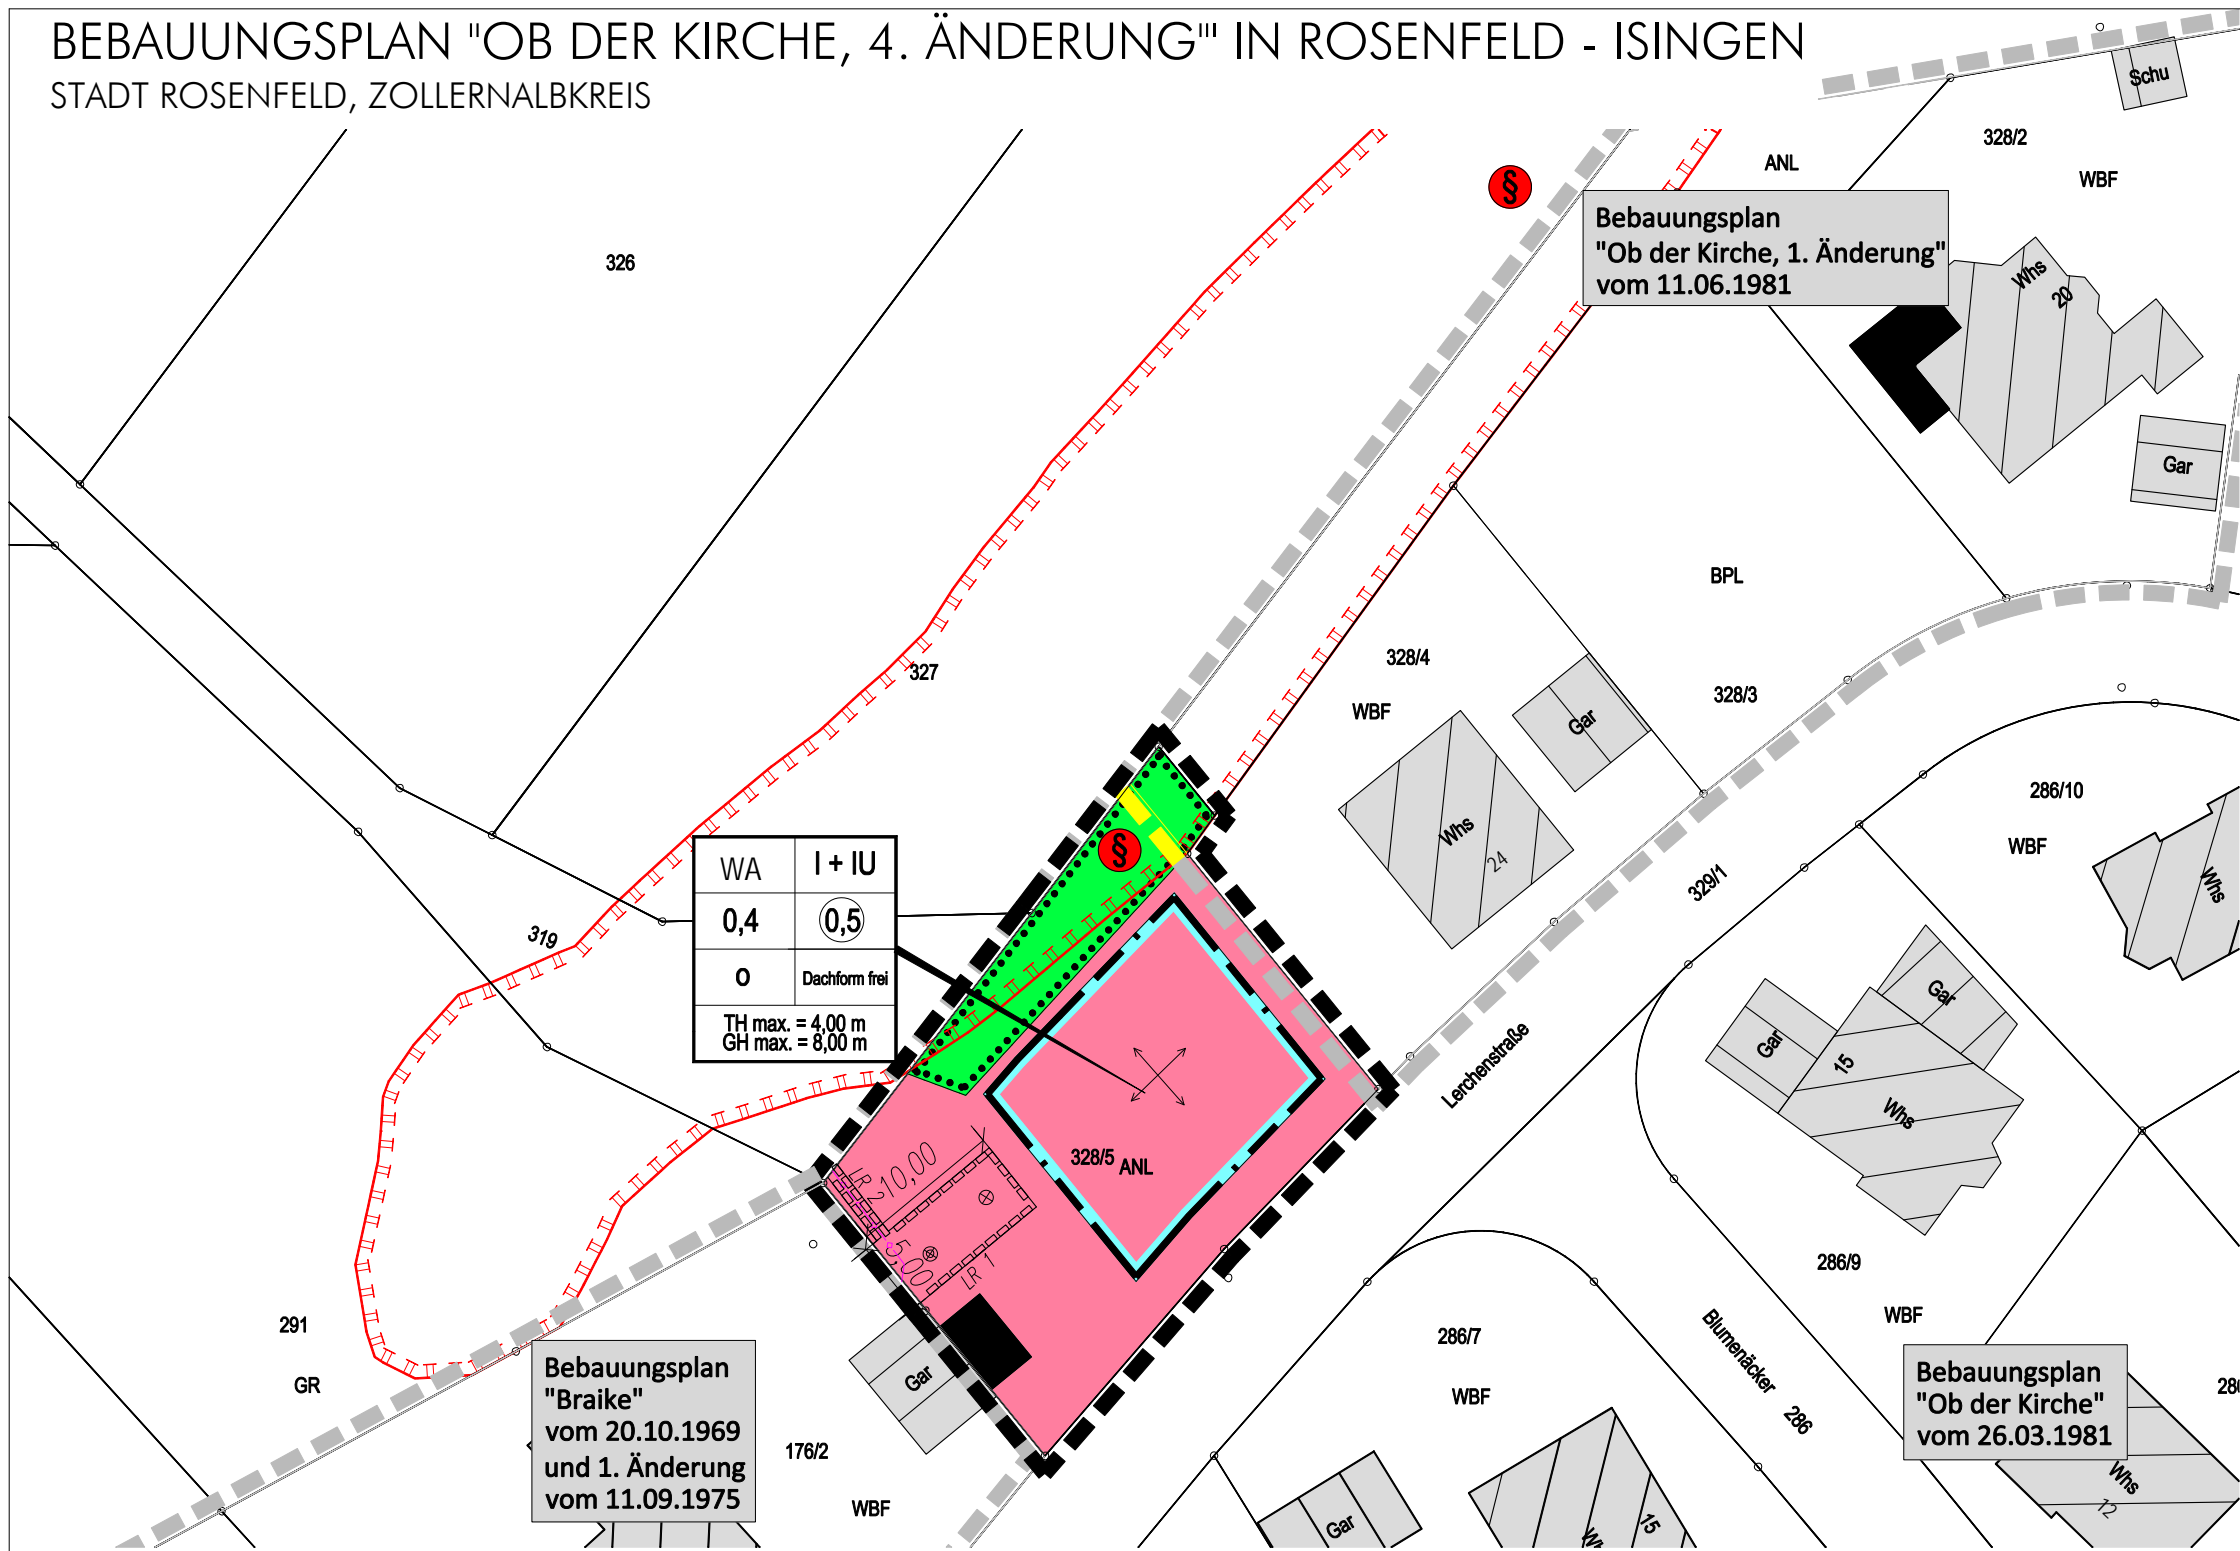 BEBAUUNGSPLAN "OB DER KIRCHE, 4. ÄNDERUNG"' IN ROSENFELD - ISINGEN
STADT ROSENFELD, ZOLLERNALBKREIS
Schu
328/2
ANL
WBF
§
Bebauungsplan
"Ob der Kirche, 1. Änderung"
vom 11.06.1981
326
Whs
20
Gar
BPL
328/4
327
328/3
WBF
Gar
286/10
WBF
Whs
24
Whs
§
WA
I + IU
0,4
0,5
o
Dachform frei
TH max. = 4,00 m
GH max. = 8,00 m
329/1
319
Gar
Gar
15
Whs
Lerchenstraße
328/5
ANL
10,00
LR 2
5,00
LR 1
286/9
WBF
291
GR
286/7
WBF
Blumenäcker
286
Gar
Bebauungsplan
"Braike"
vom 20.10.1969
und 1. Änderung
vom 11.09.1975
176/2
WBF
Bebauungsplan
"Ob der Kirche"
vom 26.03.1981
Whs
12
Gar
15